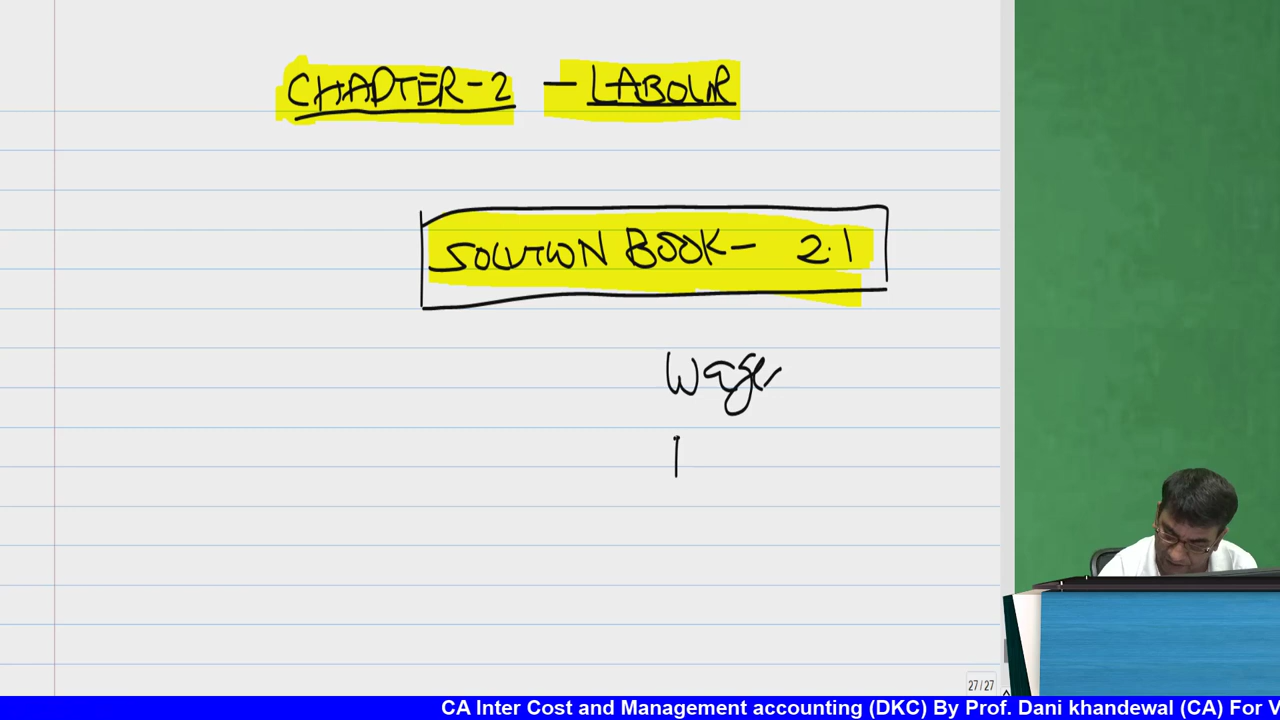 CHAPTER-2 - LABOUR
SOLUTION BOOK- 2.1
Wages
27/27
CA Inter Cost and Management accounting (DKC) By Prof. Dani khandewal (CA) For V